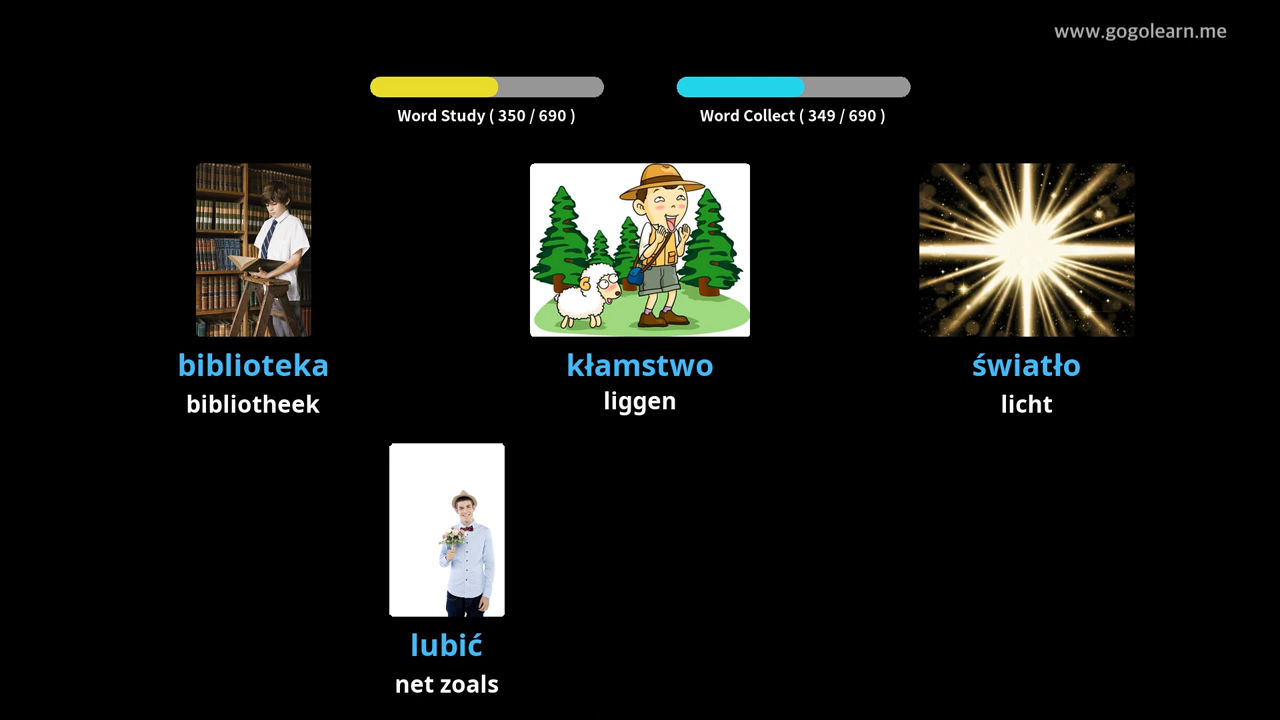 www.gogolearn.me
Word Study ( 350 / 690 )
Word Collect ( 349 / 690 )
biblioteka
bibliotheek
kłamstwo
liggen
światło
licht
lubić
net zoals